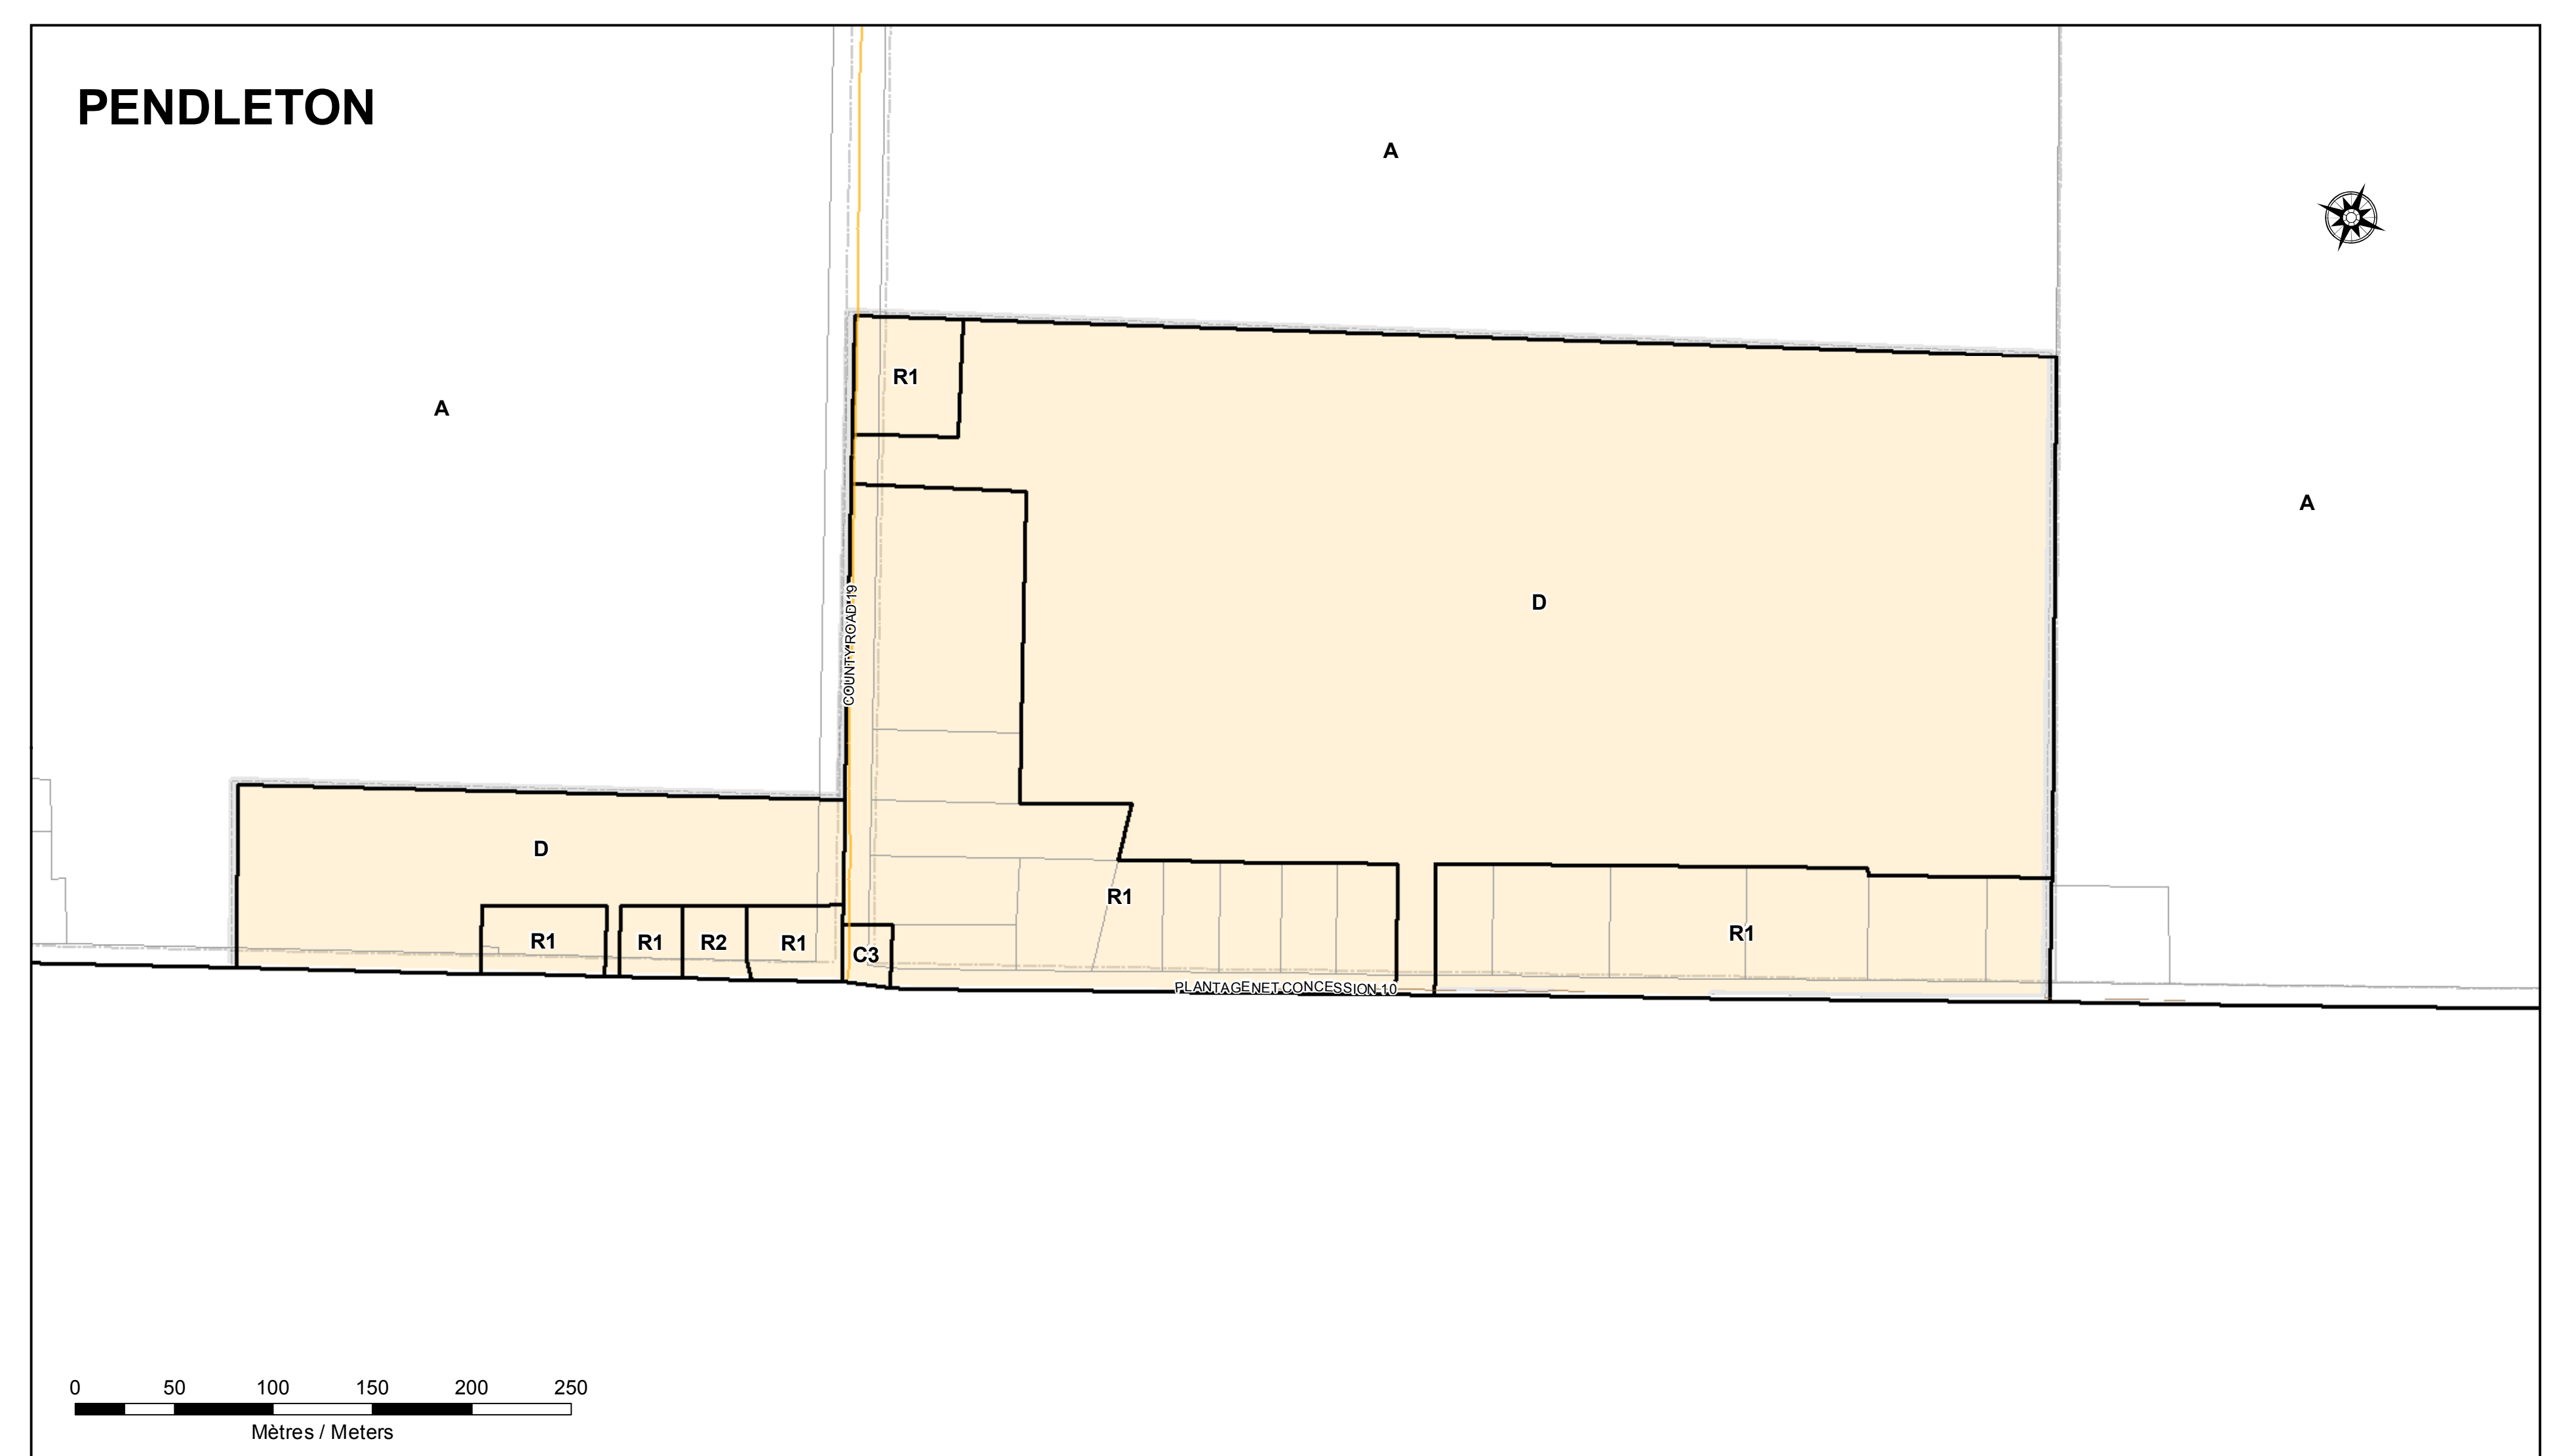 PENDLETON
A
R1
A
A
COUNTY ROAD 19
D
D
R1
R1
R1
R2
R1
C3
R1
PLANTAGENET CONCESSION 10
0 50 100 150 200 250
Mètres / Meters